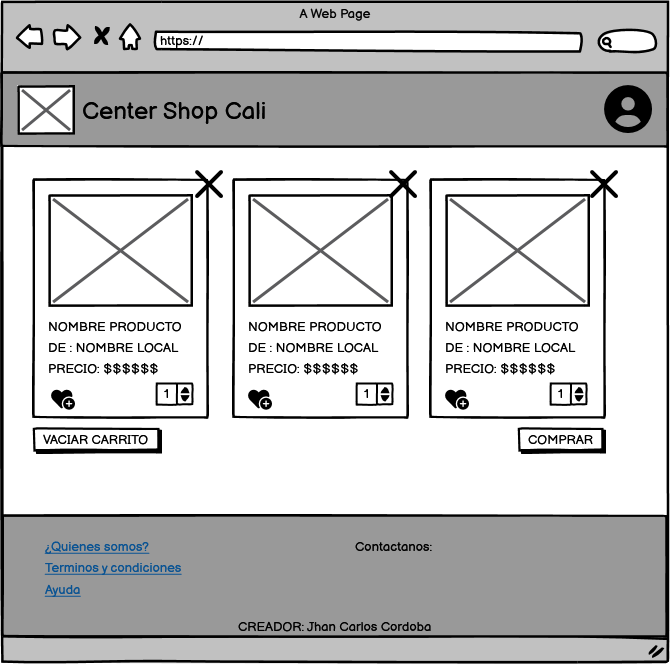 A Web Page
https://
Center Shop Cali
NOMBRE PRODUCTO
DE : NOMBRE LOCAL
PRECIO: $$$$$$
1
NOMBRE PRODUCTO
DE : NOMBRE LOCAL
PRECIO: $$$$$$
1
NOMBRE PRODUCTO
DE : NOMBRE LOCAL
PRECIO: $$$$$$
1
VACIAR CARRITO
COMPRAR
¿Quienes somos?
Terminos y condiciones
Ayuda
Contactanos:
CREADOR: Jhan Carlos Cordoba